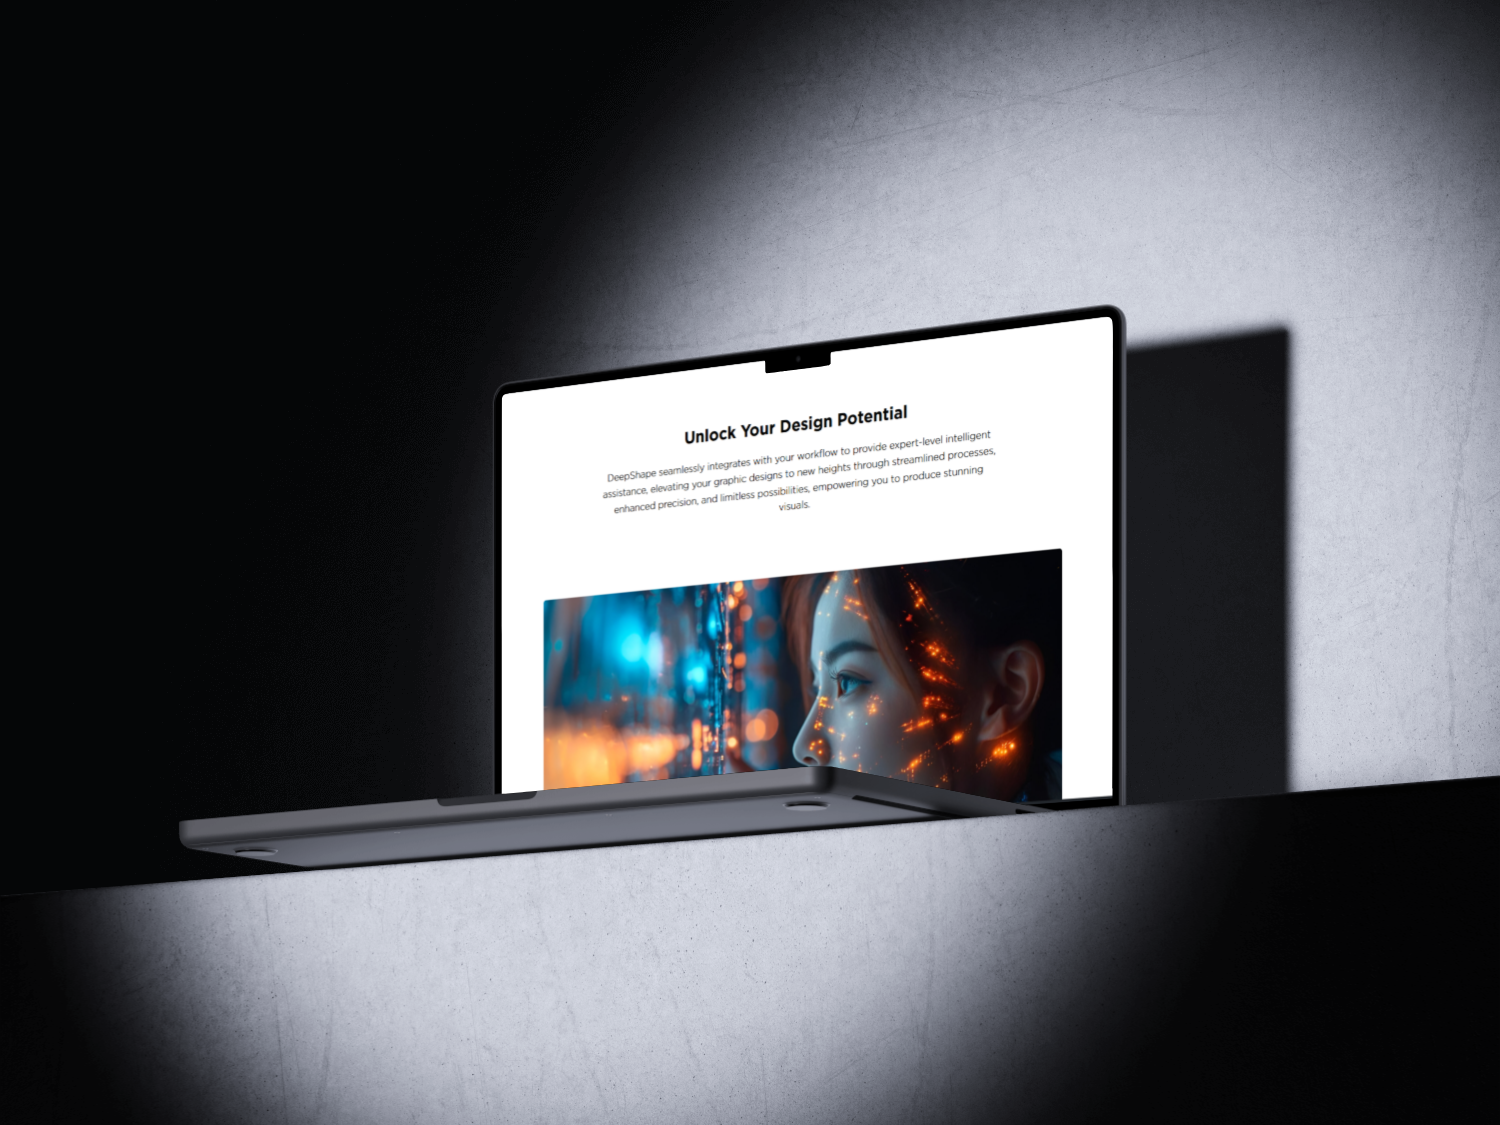 Unlock Your Design Potential
DeepShape seamlessly integrates with your workflow to provide expert-level intelligent
assistance, elevating your graphic designs to new heights through streamlined processes,
enhanced precision, and limitless possibilities, empowering you to produce stunning
visuals.